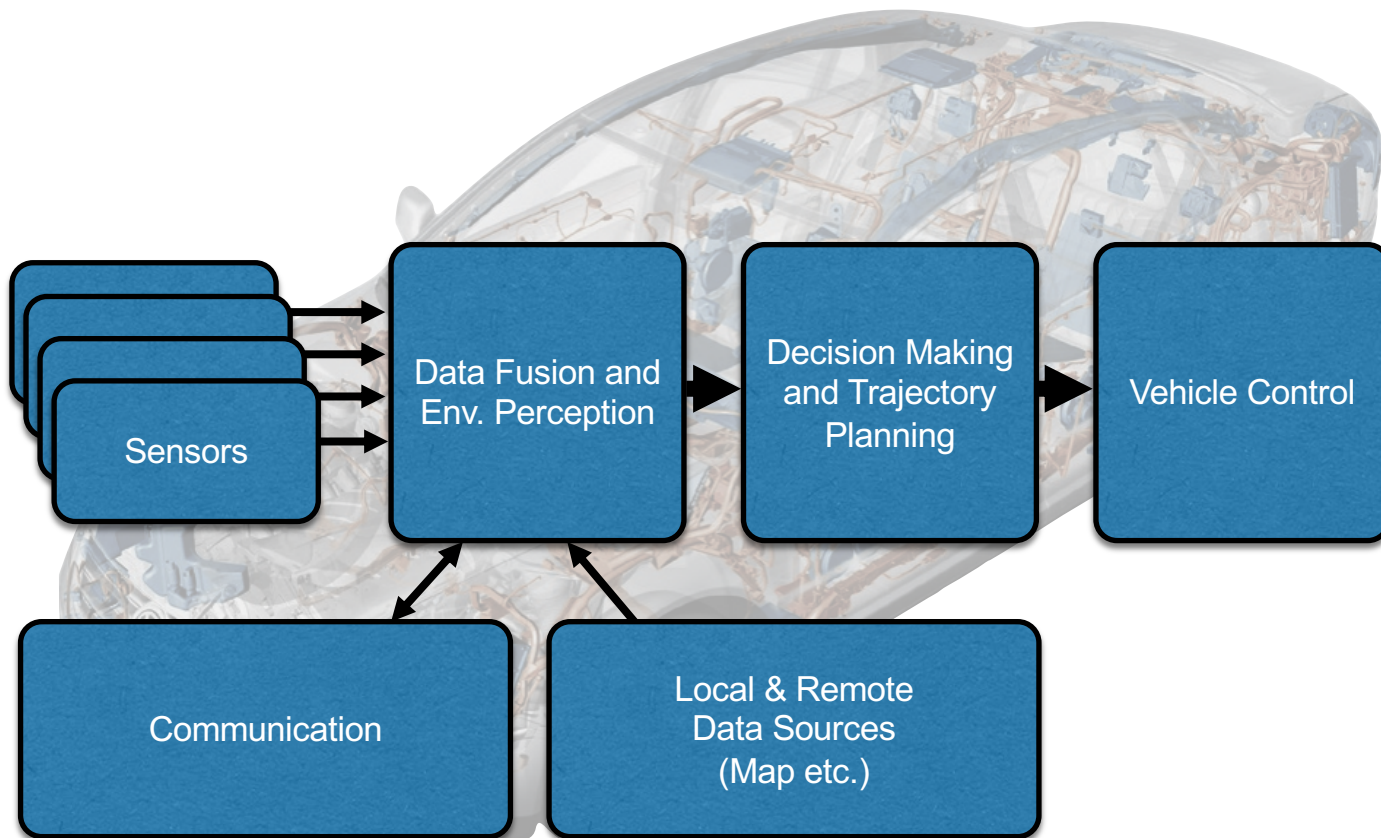 Sensors
Data Fusion and
Env. Perception
Decision Making
and Trajectory
Planning
Vehicle Control
Communication
Local & Remote
Data Sources
(Map etc.)